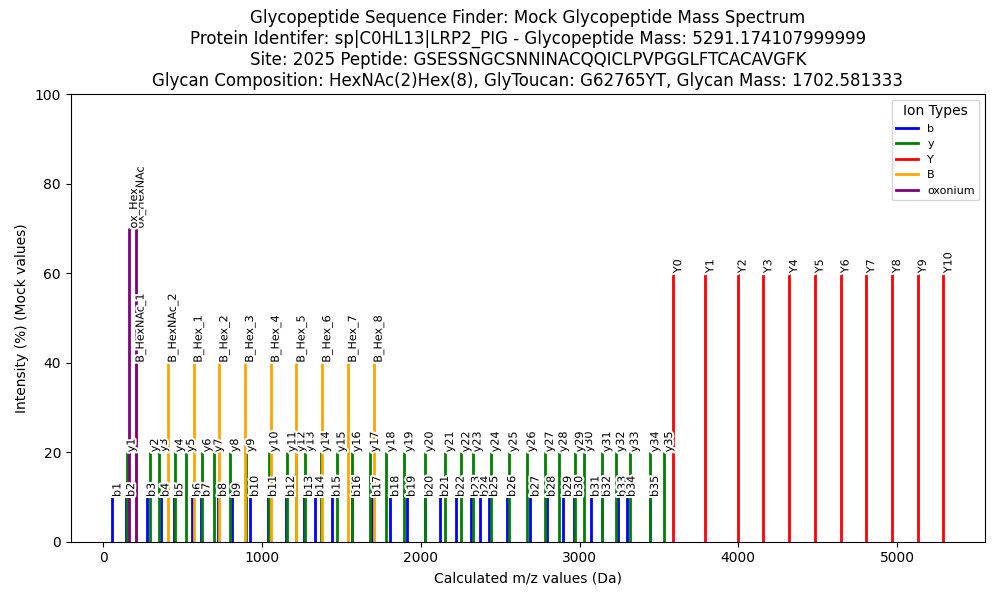 Glycopeptide Sequence Finder: Mock Glycopeptide Mass Spectrum
Protein Identifer: sp|C0HL13|LRP2_PIG - Glycopeptide Mass: 5291.174107999999
Site: 2025 Peptide: GSESSNGCSNNINACQQICLPVPGGLFTCACAVGFK
Glycan Composition: HexNAc(2)Hex(8), GlyToucan: G62765YT, Glycan Mass: 1702.581333
Intensity (%) (Mock values)
100
80
60
40
20
0
Ion Types
b
y
Y
B
oxonium
ox_Hex
ox_HexNAc
B_HexNAc_1
B_HexNAc_2
B_Hex_1
B_Hex_2
B_Hex_3
B_Hex_4
B_Hex_5
B_Hex_6
B_Hex_7
B_Hex_8
Y0
Y1
Y2
Y3
Y4
Y5
Y6
Y7
Y8
Y9
Y10
y1
y2
y3
y4
y5
y6
y7
y8
y9
y10
y11
y12
y13
y14
y15
y16
y17
y18
y19
y20
y21
y22
y23
y24
y25
y26
y27
y28
y29
y30
y31
y32
y33
y34
y35
b1
b2
b3
b4
b5
b6
b7
b8
b9
b10
b11
b12
b13
b14
b15
b16
b17
b18
b19
b20
b21
b22
b23
b24
b25
b26
b27
b28
b29
b30
b31
b32
b33
b34
b35
0
1000
2000
3000
4000
5000
Calculated m/z values (Da)